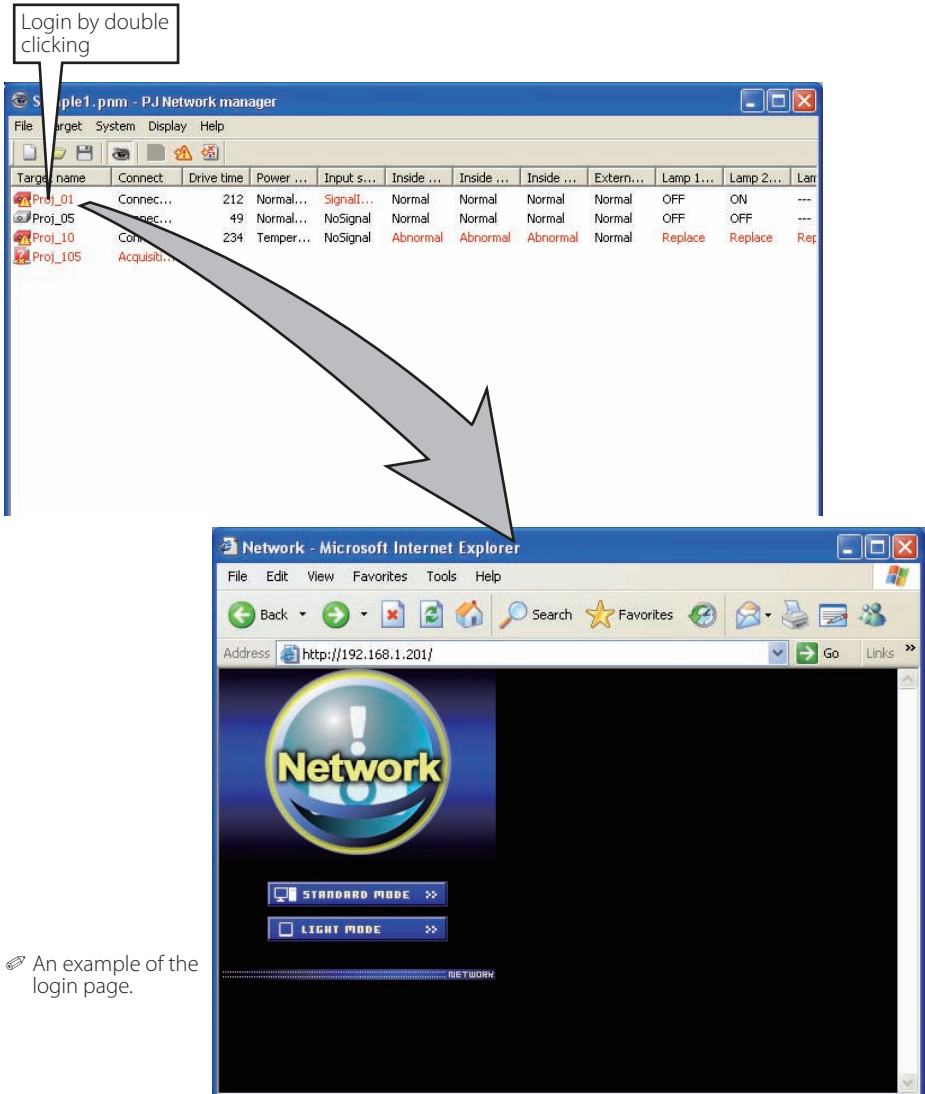 Login by double
clicking
Sample1.pnm - PJ Network manager
File Target System Display Help
Target name Connect Drive time Power ... Input s... Inside ... Inside ... Inside ... Extern... Lamp 1... Lamp 2... Lam
Proj_01 Connec... 212 Normal... SignalI... Normal Normal Normal Normal OFF ON ---
Proj_05 Connec... 49 Normal... NoSignal Normal Normal Normal Normal OFF OFF ---
Proj_10 Connec... 234 Temper... NoSignal Abnormal Abnormal Abnormal Normal Replace Replace Rep
Proj_105 Acquisiti...
Network - Microsoft Internet Explorer
File Edit View Favorites Tools Help
Back Search Favorites
Address http://192.168.1.201/ Go Links »
Network
STANDARD MODE >>
LIGHT MODE >>
NETWORK
An example of the
login page.